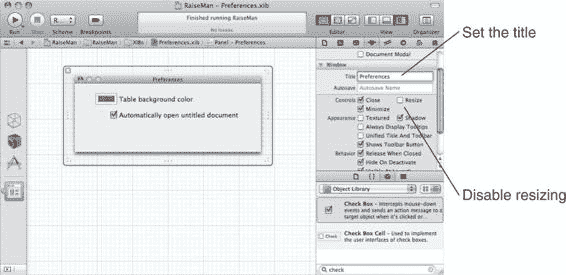 RaiseMan – Preferences.xib
Finished running RaiseMan
No Issues
R...
Run
Stop
Scheme
Breakpoints
Editor
View
Organizer
RaiseMan
RaiseMan
XIBs
Preferences.xib
Panel – Preferences
Set the title
Document Modal
Window
Preferences
Title
Preferences
Autosave
Autosave Name
Table background color
Controls
Close
Resize
Minimize
Automatically open untitled document
Appearance
Textured
Shadow
Always Display Tooltips
Unified Title And Toolbar
Shows Toolbar Button
Behavior
Release When Closed
Hide On Deactivate
Disable resizing
Object Library
Check Box – Intercepts mouse-down
events and sends an action message to a
target object when it's clicked or...
Check
Check Box Cell – Used to implement
the user interfaces of check boxes.
check